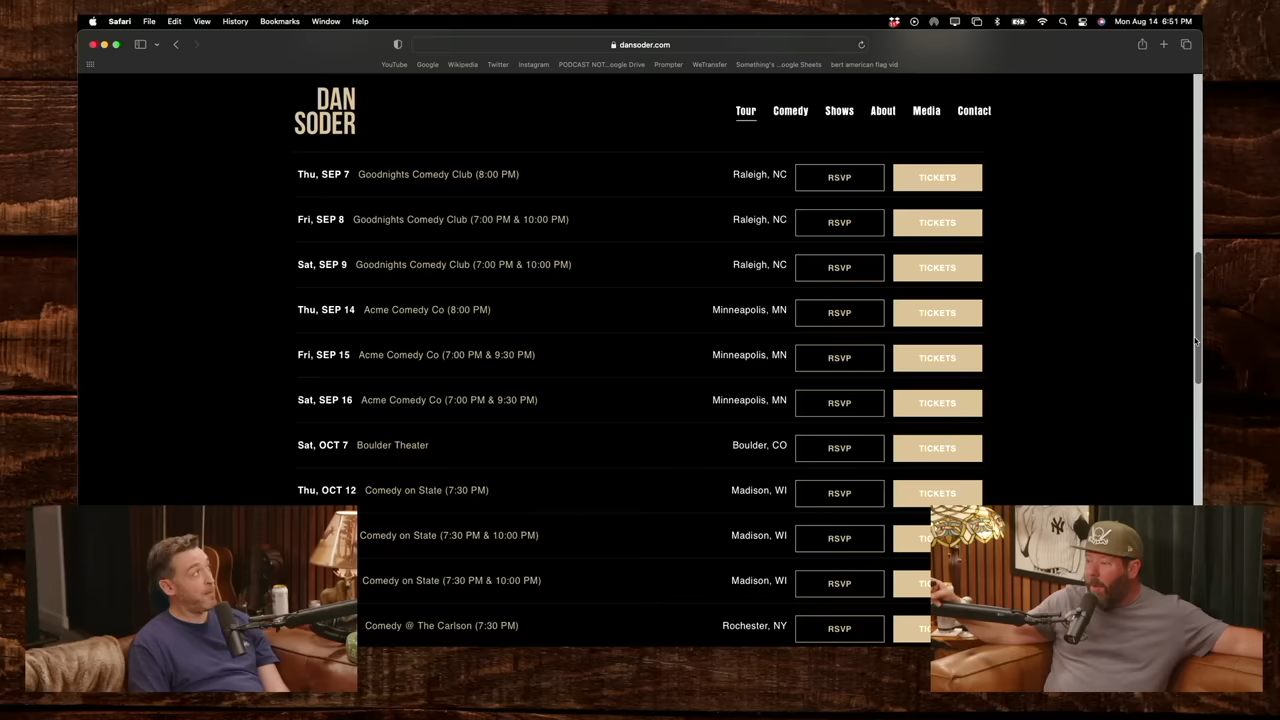 Safari File Edit View History Bookmarks Window Help Mon Aug 14 6:51 PM
dansoder.com
YouTube Google Wikipedia Twitter Instagram PODCAST NOT...oogle Drive Prompter WeTransfer Something's ...oogle Sheets bert american flag vid
DAN
SODER
Tour Comedy Shows About Media Contact
Thu, SEP 7 Goodnights Comedy Club (8:00 PM) Raleigh, NC RSVP TICKETS
Fri, SEP 8 Goodnights Comedy Club (7:00 PM & 10:00 PM) Raleigh, NC RSVP TICKETS
Sat, SEP 9 Goodnights Comedy Club (7:00 PM & 10:00 PM) Raleigh, NC RSVP TICKETS
Thu, SEP 14 Acme Comedy Co (8:00 PM) Minneapolis, MN RSVP TICKETS
Fri, SEP 15 Acme Comedy Co (7:00 PM & 9:30 PM) Minneapolis, MN RSVP TICKETS
Sat, SEP 16 Acme Comedy Co (7:00 PM & 9:30 PM) Minneapolis, MN RSVP TICKETS
Sat, OCT 7 Boulder Theater Boulder, CO RSVP TICKETS
Thu, OCT 12 Comedy on State (7:30 PM) Madison, WI RSVP TICKETS
Comedy on State (7:30 PM & 10:00 PM) Madison, WI RSVP
Comedy on State (7:30 PM & 10:00 PM) Madison, WI RSVP
Comedy @ The Carlson (7:30 PM) Rochester, NY RSVP